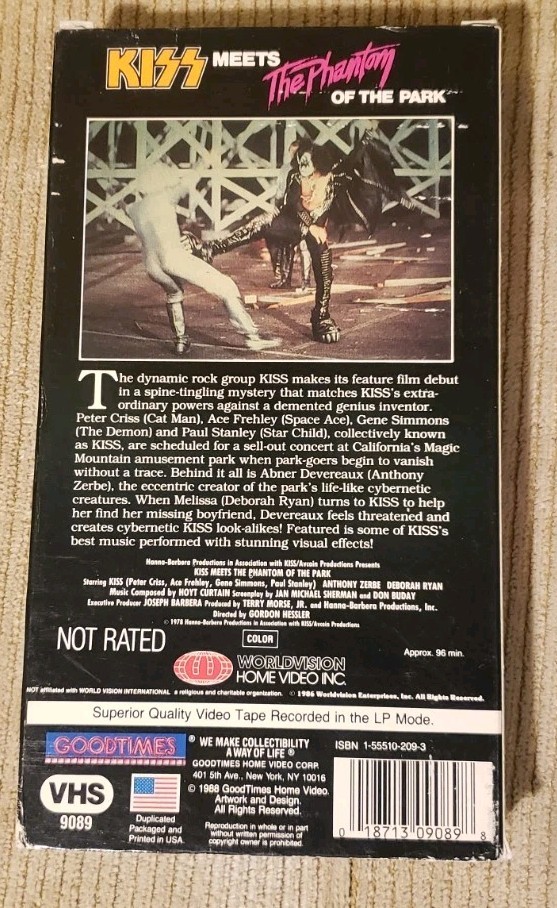 KISS MEETS The Phantom
OF THE PARK
The dynamic rock group KISS makes its feature film debut
in a spine-tingling mystery that matches KISS's extra-
ordinary powers against a demented genius inventor.
Peter Criss (Cat Man), Ace Frehley (Space Ace), Gene Simmons
(The Demon) and Paul Stanley (Star Child), collectively known
as KISS, are scheduled for a sell-out concert at California's Magic
Mountain amusement park when park-goers begin to vanish
without a trace. Behind it all is Abner Devereaux (Anthony
Zerbe), the eccentric creator of the park's life-like cybernetic
creatures. When Melissa (Deborah Ryan) turns to KISS to help
her find her missing boyfriend, Devereaux feels threatened and
creates cybernetic KISS look-alikes! Featured is some of KISS's
best music performed with stunning visual effects!
Hanna-Barbera Productions in Association with KISS/Aucoin Productions Presents
KISS MEETS THE PHANTOM OF THE PARK
Starring KISS (Peter Criss, Ace Frehley, Gene Simmons, Paul Stanley) ANTHONY ZERBE DEBORAH RYAN
Music Composed by HOYT CURTAIN Screenplay by JAN MICHAEL SHERMAN and DON BUDAY
Executive Producer JOSEPH BARBERA Produced by TERRY MORSE, JR. and Hanna-Barbera Productions, Inc.
Directed by GORDON HESSLER
© 1978 Hanna-Barbera Productions in Association with KISS/Aucoin Productions
NOT RATED
COLOR
Approx. 96 min.
WORLDVISION
HOME VIDEO INC.
NOT affiliated with WORLD VISION INTERNATIONAL a religious and charitable organization. © 1986 Worldvision Enterprises, Inc. All Rights Reserved.
Superior Quality Video Tape Recorded in the LP Mode.
GOODTIMES ®
WE MAKE COLLECTIBILITY
A WAY OF LIFE ®
GOODTIMES HOME VIDEO CORP.
401 5th Ave., New York, NY 10016
© 1988 GoodTimes Home Video.
Artwork and Design.
All Rights Reserved.
Reproduction in whole or in part
without written permission of
copyright owner is prohibited.
VHS
9089
Duplicated
Packaged and
Printed in USA
ISBN 1-55510-209-3
0 18713 09089 8